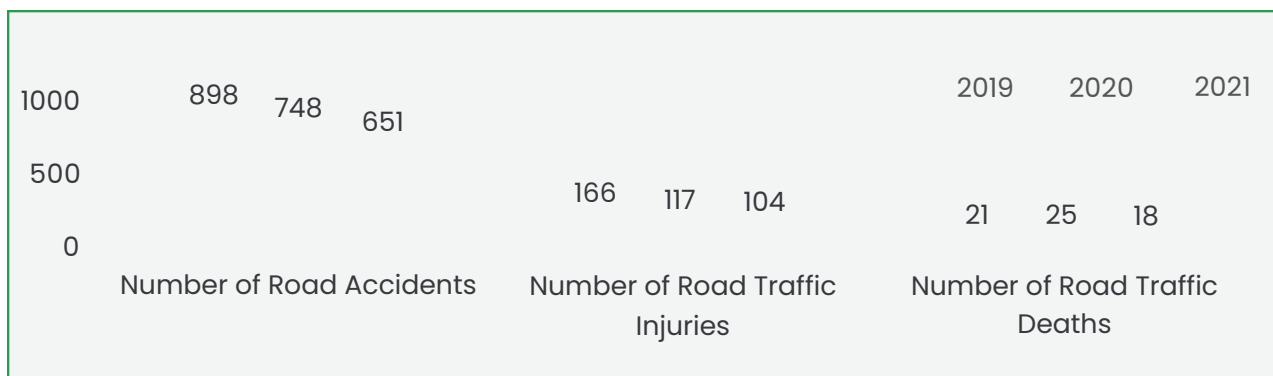 2019 2020 2021
1000
898
748
651
500
166
117
104
21
25
18
0
Number of Road Accidents
Number of Road Traffic
Injuries
Number of Road Traffic
Deaths